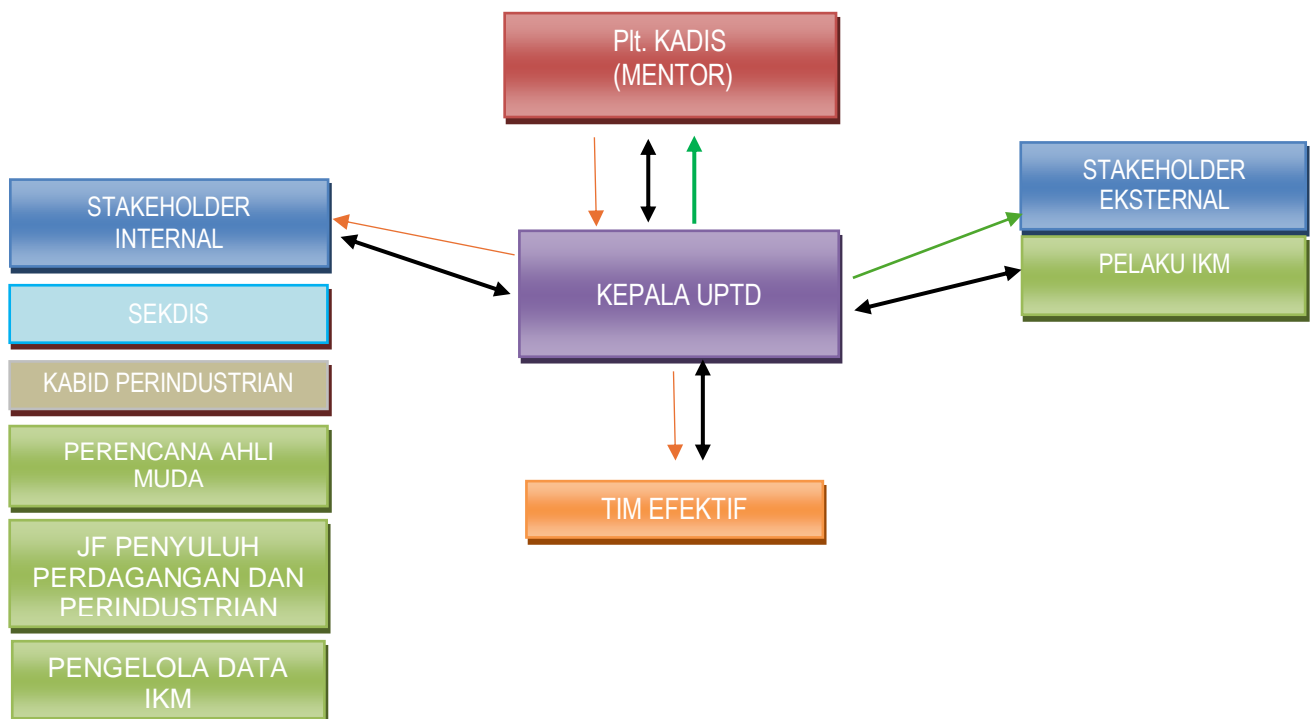 Plt. KADIS
(MENTOR)
STAKEHOLDER
INTERNAL
SEKDIS
KABID PERINDUSTRIAN
PERENCANA AHLI
MUDA
JF PENYULUH
PERDAGANGAN DAN
PERINDUSTRIAN
PENGELOLA DATA
IKM
KEPALA UPTD
TIM EFEKTIF
STAKEHOLDER
EKSTERNAL
PELAKU IKM